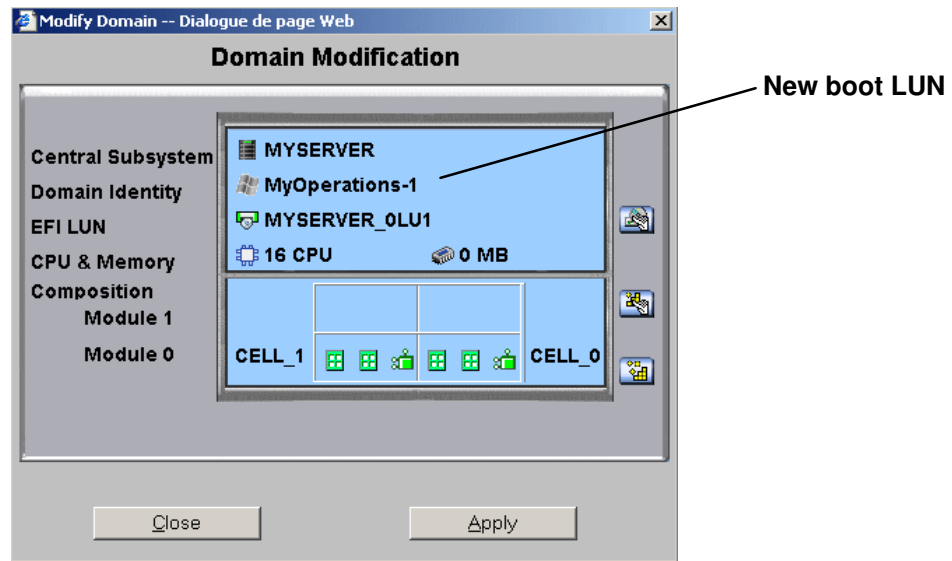 Modify Domain -- Dialogue de page Web
Domain Modification
New boot LUN
Central Subsystem
MYSERVER
Domain Identity
MyOperations-1
EFI LUN
MYSERVER_0LU1
CPU & Memory
16 CPU
0 MB
Composition
Module 1
Module 0
CELL_1
CELL_0
Close
Apply